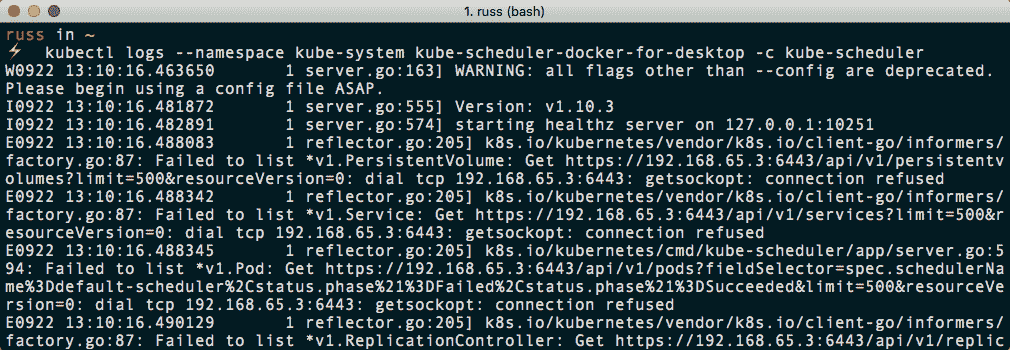 1. russ (bash)
russ in ~
⚡ kubectl logs --namespace kube-system kube-scheduler-docker-for-desktop -c kube-scheduler
W0922 13:10:16.463650       1 server.go:163] WARNING: all flags other than --config are deprecated.
Please begin using a config file ASAP.
I0922 13:10:16.481872       1 server.go:555] Version: v1.10.3
I0922 13:10:16.482891       1 server.go:574] starting healthz server on 127.0.0.1:10251
E0922 13:10:16.488083       1 reflector.go:205] k8s.io/kubernetes/vendor/k8s.io/client-go/informers/
factory.go:87: Failed to list *v1.PersistentVolume: Get https://192.168.65.3:6443/api/v1/persistentv
olumes?limit=500&resourceVersion=0: dial tcp 192.168.65.3:6443: getsockopt: connection refused
E0922 13:10:16.488342       1 reflector.go:205] k8s.io/kubernetes/vendor/k8s.io/client-go/informers/
factory.go:87: Failed to list *v1.Service: Get https://192.168.65.3:6443/api/v1/services?limit=500&r
esourceVersion=0: dial tcp 192.168.65.3:6443: getsockopt: connection refused
E0922 13:10:16.488345       1 reflector.go:205] k8s.io/kubernetes/cmd/kube-scheduler/app/server.go:5
94: Failed to list *v1.Pod: Get https://192.168.65.3:6443/api/v1/pods?fieldSelector=spec.schedulerNa
me%3Ddefault-scheduler%2Cstatus.phase%21%3DFailed%2Cstatus.phase%21%3DSucceeded&limit=500&resourceVe
rsion=0: dial tcp 192.168.65.3:6443: getsockopt: connection refused
E0922 13:10:16.490129       1 reflector.go:205] k8s.io/kubernetes/vendor/k8s.io/client-go/informers/
factory.go:87: Failed to list *v1.ReplicationController: Get https://192.168.65.3:6443/api/v1/replic